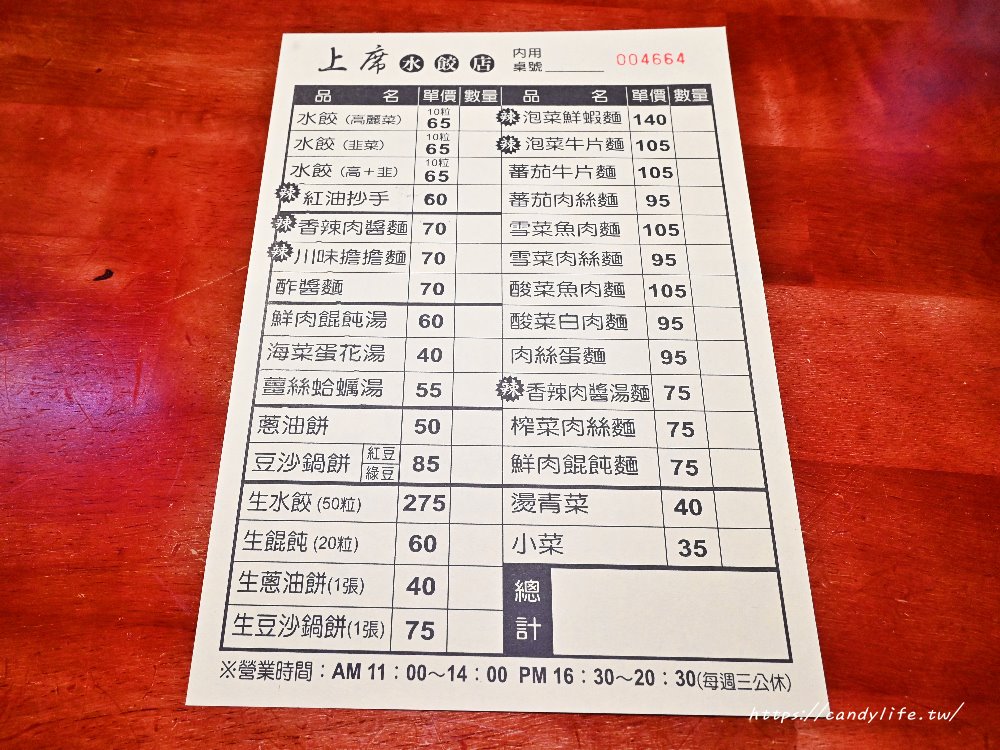 上席水餃店 內用 桌號 004664
品名 單價 數量 品名 單價 數量
水餃(高麗菜) 10粒 65 辣 泡菜鮮蝦麵 140
水餃(韭菜) 10粒 65 辣 泡菜牛片麵 105
水餃(高+韭) 10粒 65 蕃茄牛片麵 105
辣 紅油抄手 60 蕃茄肉絲麵 95
辣 香辣肉醬麵 70 雪菜魚肉麵 105
辣 川味擔擔麵 70 雪菜肉絲麵 95
酢醬麵 70 酸菜魚肉麵 105
鮮肉餛飩湯 60 酸菜白肉麵 95
海菜蛋花湯 40 肉絲蛋麵 95
薑絲蛤蠣湯 55 辣 香辣肉醬湯麵 75
蔥油餅 50 榨菜肉絲麵 75
豆沙鍋餅 紅豆 綠豆 85 鮮肉餛飩麵 75
生水餃(50粒) 275 燙青菜 40
生餛飩(20粒) 60 小菜 35
生蔥油餅(1張) 40 總計
生豆沙鍋餅(1張) 75
※營業時間：AM 11：00～14：00 PM 16：30～20：30(每週三公休)
https://candylife.tw/